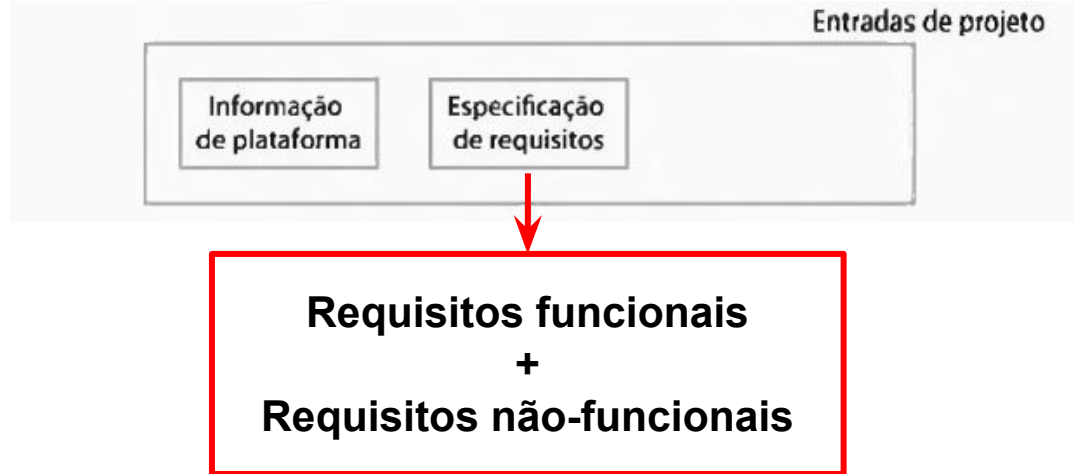 Entradas de projeto
Informação
de plataforma
Especificação
de requisitos
Requisitos funcionais
+
Requisitos não-funcionais